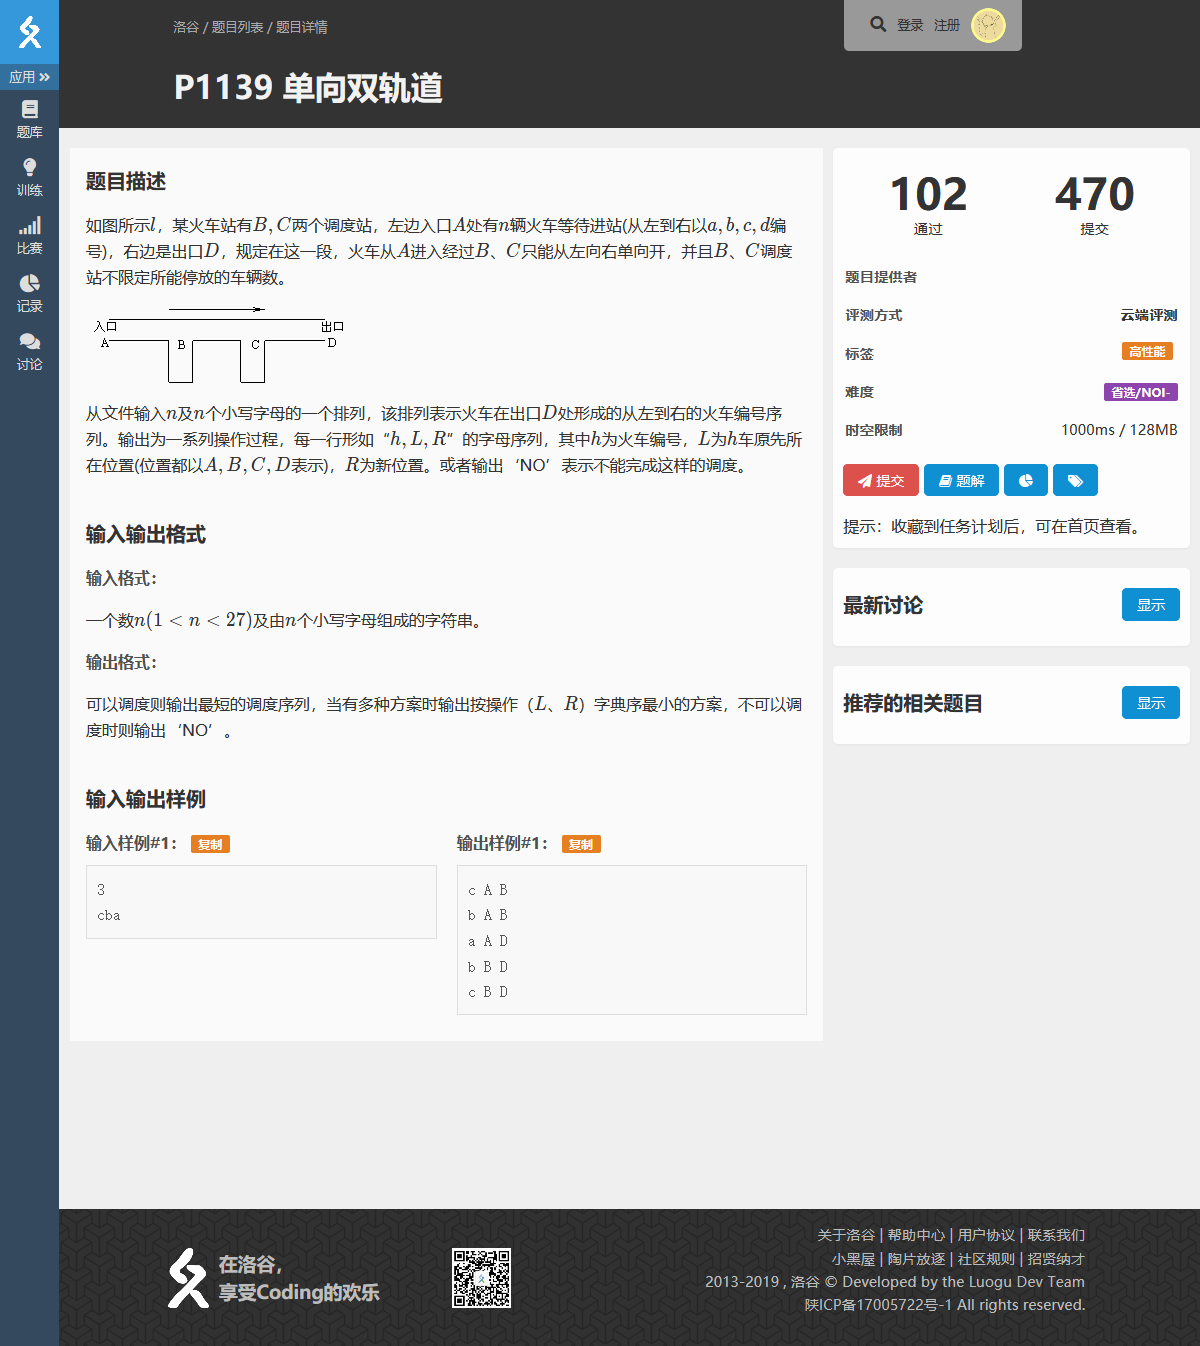 洛谷 / 题目列表 / 题目详情
登录 注册
P1139 单向双轨道
应用
题库
训练
比赛
记录
讨论
题目描述
如图所示l，某火车站有B, C两个调度站，左边入口A处有n辆火车等待进站(从左到右以a, b, c, d编
号)，右边是出口D，规定在这一段，火车从A进入经过B、C只能从左向右单向开，并且B、C调度
站不限定所能停放的车辆数。
入口 出口
A B C D
从文件输入n及n个小写字母的一个排列，该排列表示火车在出口D处形成的从左到右的火车编号序
列。输出为一系列操作过程，每一行形如“h, L, R”的字母序列，其中h为火车编号，L为h车原先所
在位置(位置都以A, B, C, D表示)，R为新位置。或者输出‘NO’表示不能完成这样的调度。
输入输出格式
输入格式：
一个数n(1 < n < 27)及由n个小写字母组成的字符串。
输出格式：
可以调度则输出最短的调度序列，当有多种方案时输出按操作（L、R）字典序最小的方案，不可以调
度时则输出‘NO’。
输入输出样例
输入样例#1： 复制
3
cba
输出样例#1： 复制
c A B
b A B
a A D
b B D
c B D
102 470
通过 提交
题目提供者
评测方式 云端评测
标签 高性能
难度 省选/NOI-
时空限制 1000ms / 128MB
提交 题解
提示：收藏到任务计划后，可在首页查看。
最新讨论 显示
推荐的相关题目 显示
在洛谷，
享受Coding的欢乐
关于洛谷 | 帮助中心 | 用户协议 | 联系我们
小黑屋 | 陶片放逐 | 社区规则 | 招贤纳才
2013-2019 , 洛谷 © Developed by the Luogu Dev Team
陕ICP备17005722号-1 All rights reserved.